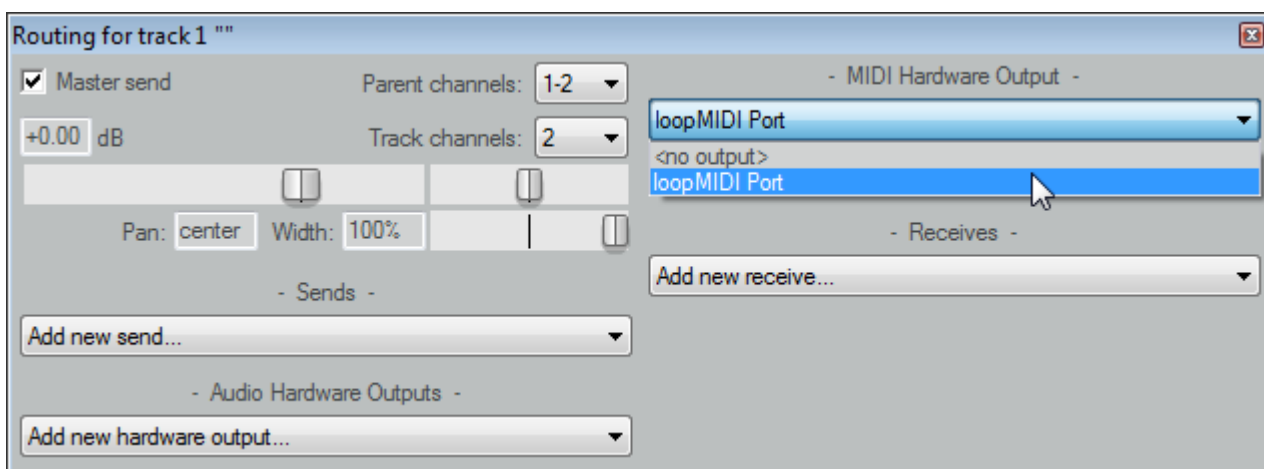 Routing for track 1 ""
Master send
Parent channels: 1-2
+0.00 dB
Track channels: 2
Pan: center Width: 100%
- Sends -
Add new send...
- Audio Hardware Outputs -
Add new hardware output...
- MIDI Hardware Output -
loopMIDI Port
<no output>
loopMIDI Port
- Receives -
Add new receive...